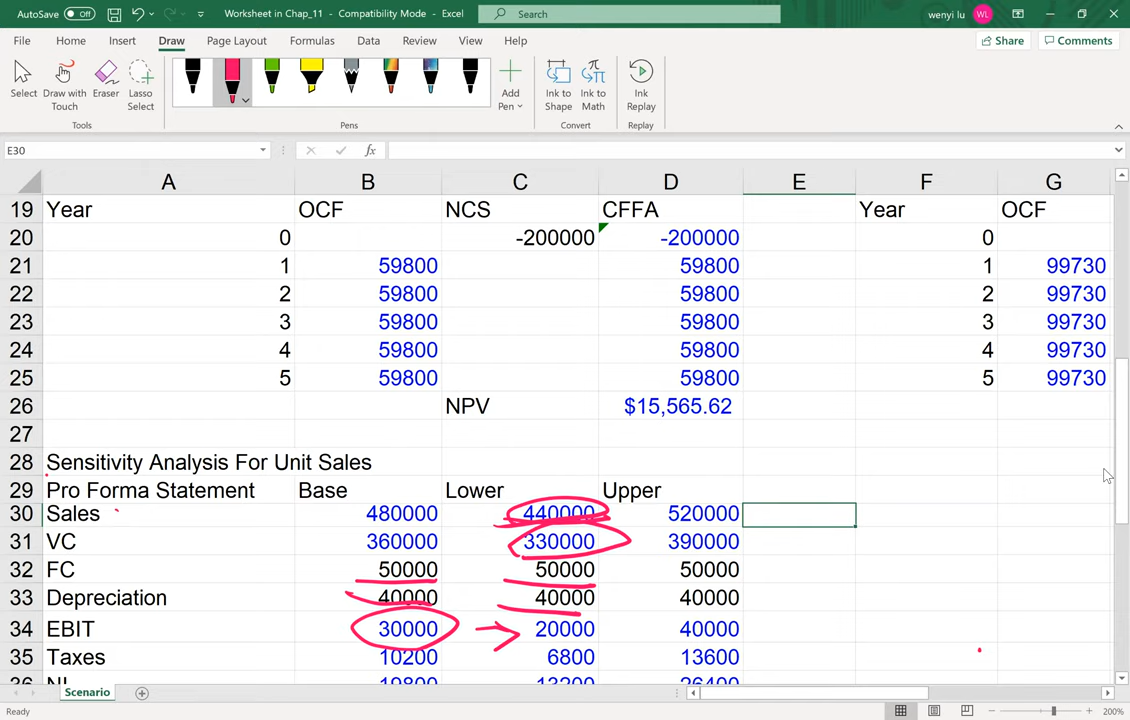 AutoSave Off Worksheet in Chap_11 - Compatibility Mode - Excel Search wenyi lu WL
File Home Insert Draw Page Layout Formulas Data Review View Help Share Comments
Select Draw with Touch Eraser Lasso Select Add Pen Ink to Shape Ink to Math Ink Replay
Tools Pens Convert Replay
E30 fx
A B C D E F G
19 Year OCF NCS CFFA Year OCF
20 0 -200000 -200000 0
21 1 59800 59800 1 99730
22 2 59800 59800 2 99730
23 3 59800 59800 3 99730
24 4 59800 59800 4 99730
25 5 59800 59800 5 99730
26 NPV $15,565.62
27
28 Sensitivity Analysis For Unit Sales
29 Pro Forma Statement Base Lower Upper
30 Sales 480000 440000 520000
31 VC 360000 330000 390000
32 FC 50000 50000 50000
33 Depreciation 40000 40000 40000
34 EBIT 30000 20000 40000
35 Taxes 10200 6800 13600
36 NI 19800 13200 26400
Scenario
Ready 200%